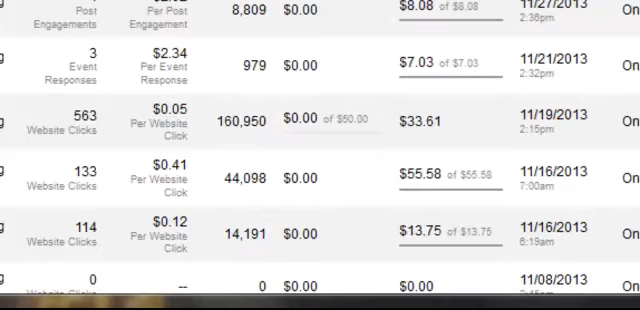 Post Engagements Per Post Engagement 8,809 $0.00 $8.08 of $8.08 11/27/2013 2:36pm On
3 Event Responses $2.34 Per Event Response 979 $0.00 $7.03 of $7.03 11/21/2013 2:32pm On
563 Website Clicks $0.05 Per Website Click 160,950 $0.00 of $50.00 $33.61 11/19/2013 2:15pm On
133 Website Clicks $0.41 Per Website Click 44,098 $0.00 $55.58 of $55.58 11/16/2013 7:00am On
114 Website Clicks $0.12 Per Website Click 14,191 $0.00 $13.75 of $13.75 11/16/2013 6:19am On
0 Website Clicks -- 0 $0.00 $0.00 11/08/2013 On